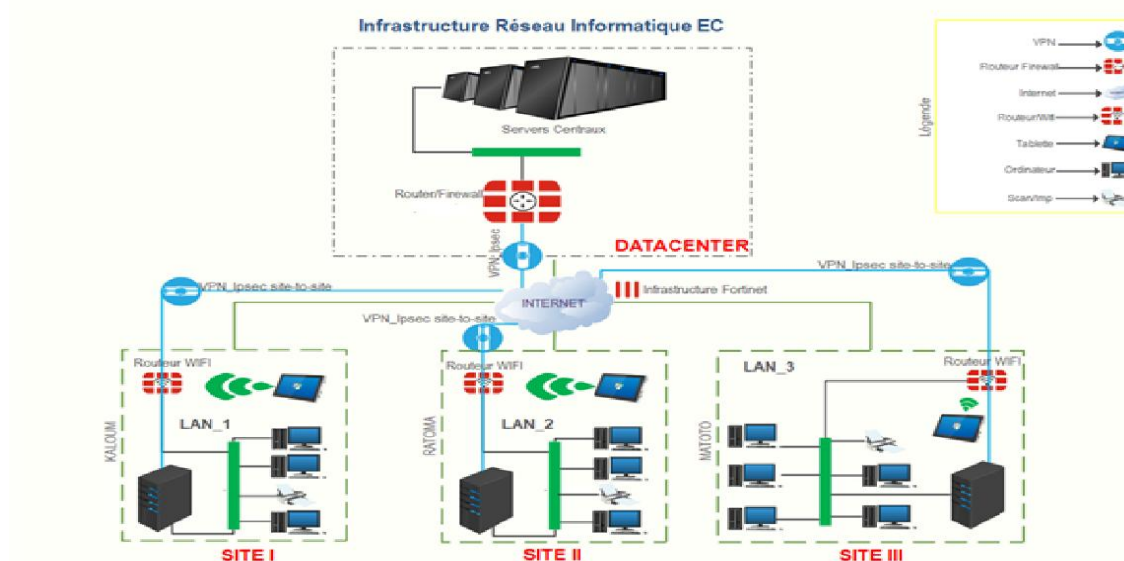 Infrastructure Réseau Informatique EC
VPN
Routeur Firewall
Internet
Routeur/Wifi
Tablette
Ordinateur
Scan/Imp
Légende
Servers Centraux
Router/Firewall
VPN_Ipsec
DATACENTER
VPN_Ipsec site-to-site
VPN_Ipsec site-to-site
INTERNET
Infrastructure Fortinet
VPN_Ipsec site-to-site
Routeur WIFI
Routeur WIFI
LAN_3
Routeur WIFI
KALOUM
LAN_1
RATOMA
LAN_2
MATOTO
SITE I
SITE II
SITE III